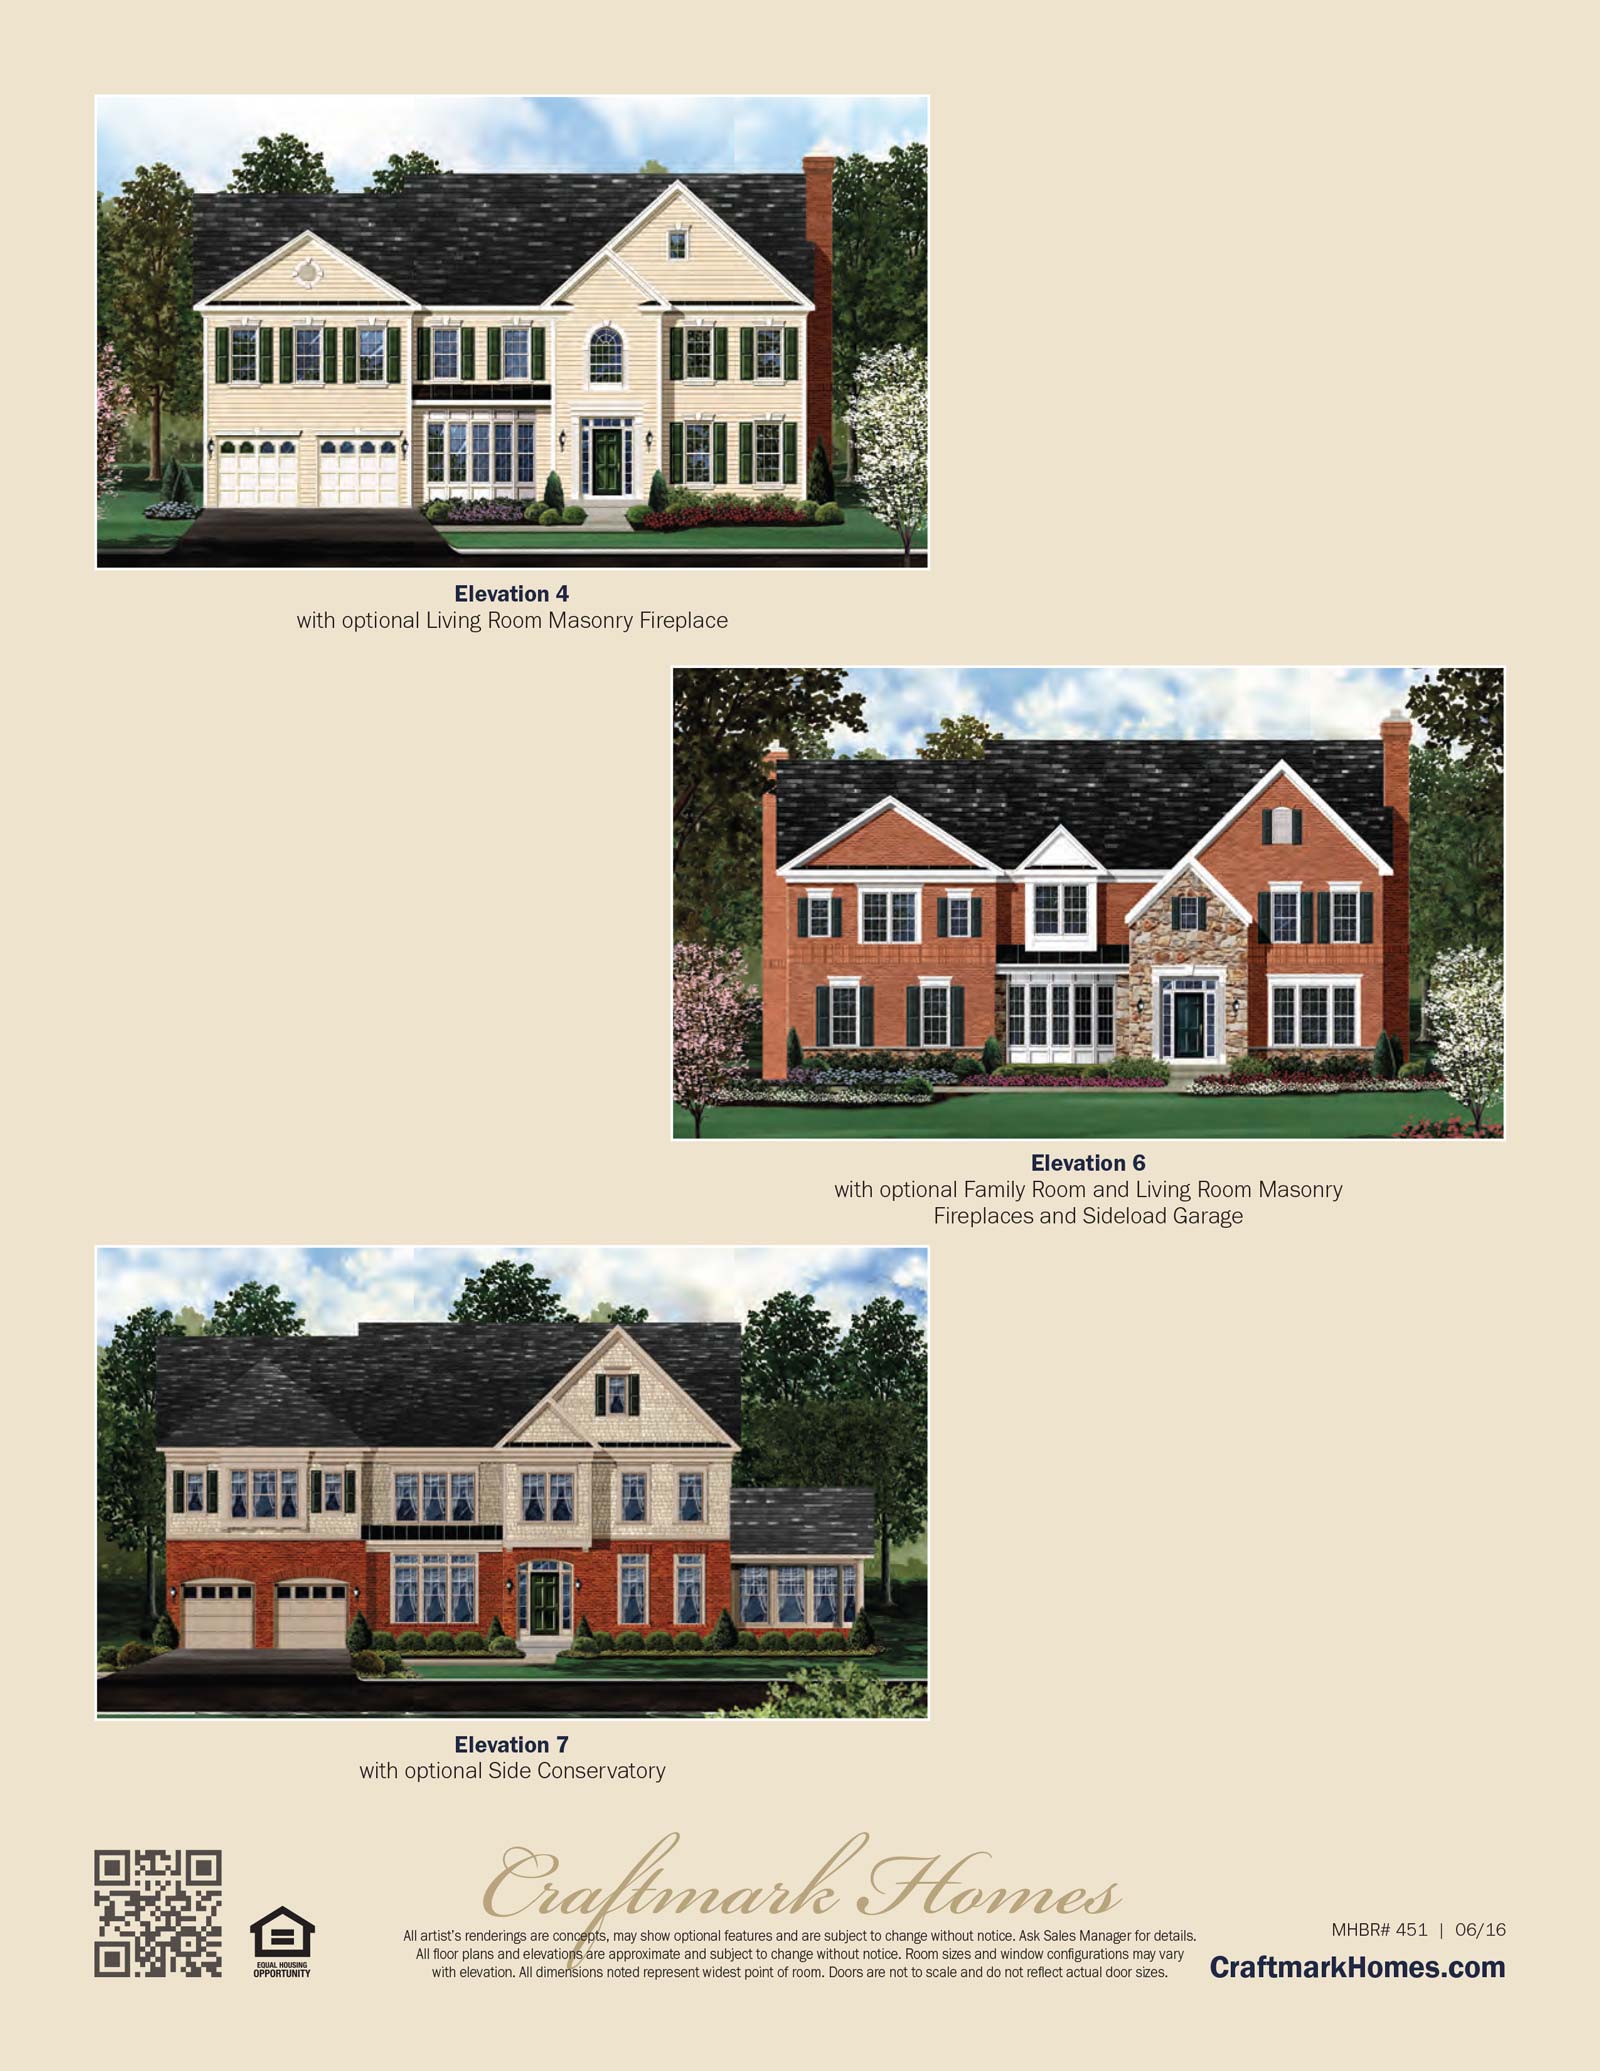 Elevation 4
with optional Living Room Masonry Fireplace
Elevation 6
with optional Family Room and Living Room Masonry
Fireplaces and Sideload Garage
Elevation 7
with optional Side Conservatory
Craftmark Homes
All artist's renderings are concepts, may show optional features and are subject to change without notice. Ask Sales Manager for details.
All floor plans and elevations are approximate and subject to change without notice. Room sizes and window configurations may vary
with elevation. All dimensions noted represent widest point of room. Doors are not to scale and do not reflect actual door sizes.
EQUAL HOUSING
OPPORTUNITY
MHBR# 451 | 06/16
CraftmarkHomes.com